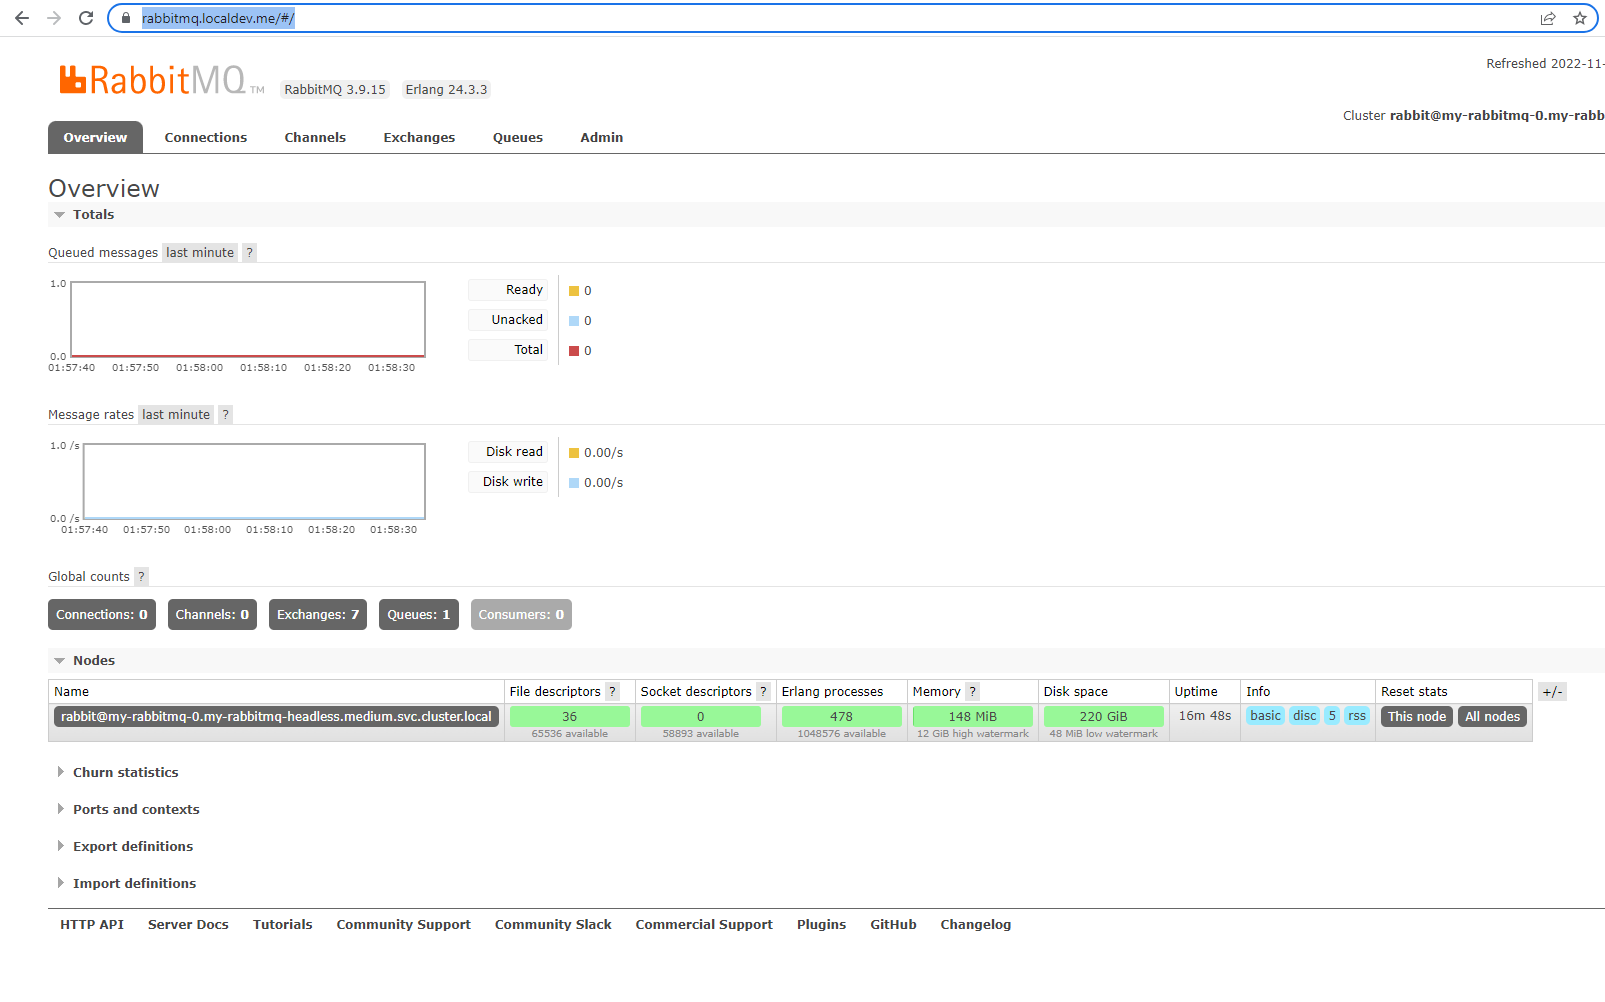 rabbitmq.localdev.me/#/
Refreshed 2022-11-
RabbitMQ TM RabbitMQ 3.9.15 Erlang 24.3.3
Cluster rabbit@my-rabbitmq-0.my-rabb
Overview Connections Channels Exchanges Queues Admin
Overview
Totals
Queued messages last minute ?
1.0
0.0
01:57:40 01:57:50 01:58:00 01:58:10 01:58:20 01:58:30
Ready 0
Unacked 0
Total 0
Message rates last minute ?
1.0 /s
0.0 /s
01:57:40 01:57:50 01:58:00 01:58:10 01:58:20 01:58:30
Disk read 0.00/s
Disk write 0.00/s
Global counts ?
Connections: 0 Channels: 0 Exchanges: 7 Queues: 1 Consumers: 0
Nodes
Name File descriptors ? Socket descriptors ? Erlang processes Memory ? Disk space Uptime Info Reset stats +/-
rabbit@my-rabbitmq-0.my-rabbitmq-headless.medium.svc.cluster.local 36 0 478 148 MiB 220 GiB 16m 48s basic disc 5 rss This node All nodes
65536 available 58893 available 1048576 available 12 GiB high watermark 48 MiB low watermark
Churn statistics
Ports and contexts
Export definitions
Import definitions
HTTP API Server Docs Tutorials Community Support Community Slack Commercial Support Plugins GitHub Changelog